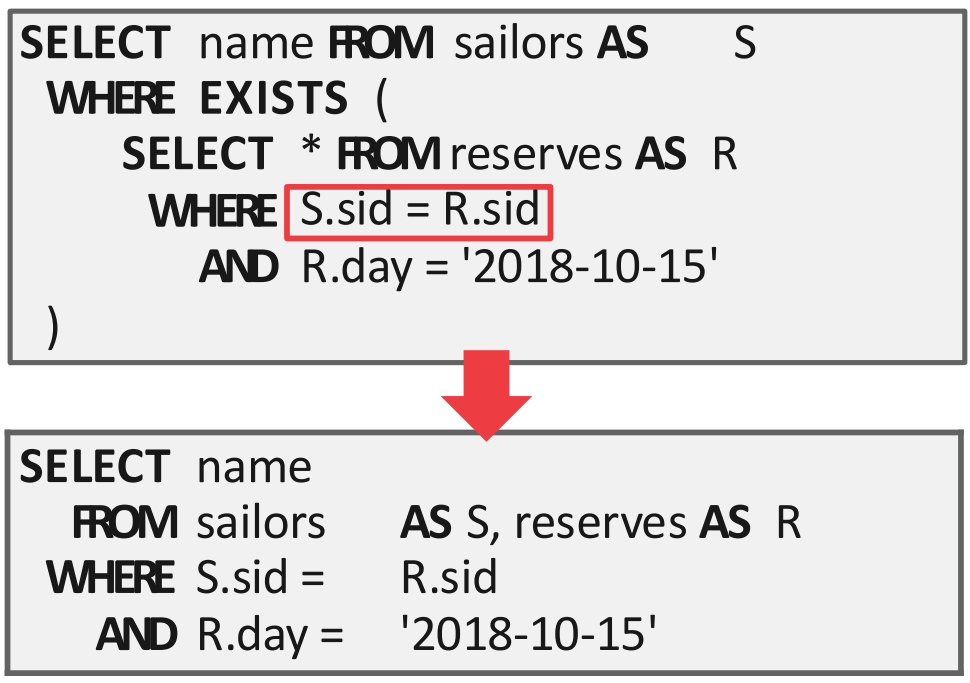 SELECT name FROM sailors AS S
WHERE EXISTS (
SELECT * FROM reserves AS R
WHERE S.sid = R.sid
AND R.day = '2018-10-15'
)
SELECT name
FROM sailors AS S, reserves AS R
WHERE S.sid = R.sid
AND R.day = '2018-10-15'